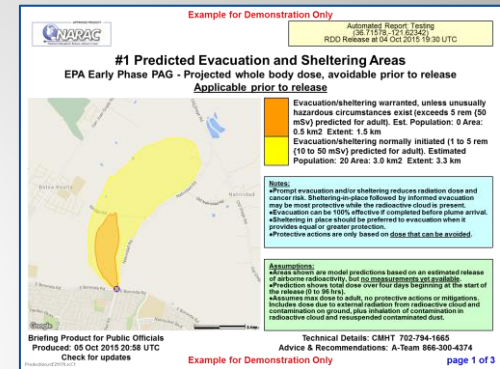 Example for Demonstration Only
NARAC
Automated Report: Testing
(36.71578,-121.62342)
RDD Release at 04 Oct 2015 19:30 UTC
#1 Predicted Evacuation and Sheltering Areas
EPA Early Phase PAG - Projected whole body dose, avoidable prior to release
Applicable prior to release
Evacuation/sheltering warranted, unless unusually
hazardous circumstances exist (exceeds 5 rem {50
mSv} predicted for adult). Est. Population: 0 Area:
0.5 km2 Extent: 1.5 km
Evacuation/sheltering normally initiated (1 to 5 rem
{10 to 50 mSv} predicted for adult). Estimated
Population: 20 Area: 3.0 km2 Extent: 3.3 km
Notes:
●Prompt evacuation and/or sheltering reduces radiation dose and
cancer risk. Sheltering-in-place followed by informed evacuation
may be most protective while the radioactive cloud is present.
●Evacuation can be 100% effective if completed before plume arrival.
●Sheltering in place should be preferred to evacuation when it
provides equal or greater protection.
●Protective actions are only based on dose that can be avoided.
Assumptions:
●Areas shown are model predictions based on an estimated release
of airborne radioactivity, but no measurements yet available.
●Prediction shows total dose over four days beginning at the start of
the release (0 to 96 hrs).
●Assumes max dose to adult, no protective actions or mitigations.
Includes dose due to external radiation from radioactive cloud and
contamination on ground, plus inhalation of contamination in
radioactive cloud and resuspended contaminated dust.
Natividad
Google
Briefing Product for Public Officials
Produced: 05 Oct 2015 20:58 UTC
Check for updates
Technical Details: CMHT 702-794-1665
Advice & Recommendations: A-Team 866-300-4374
Example for Demonstration Only
page 1 of 3